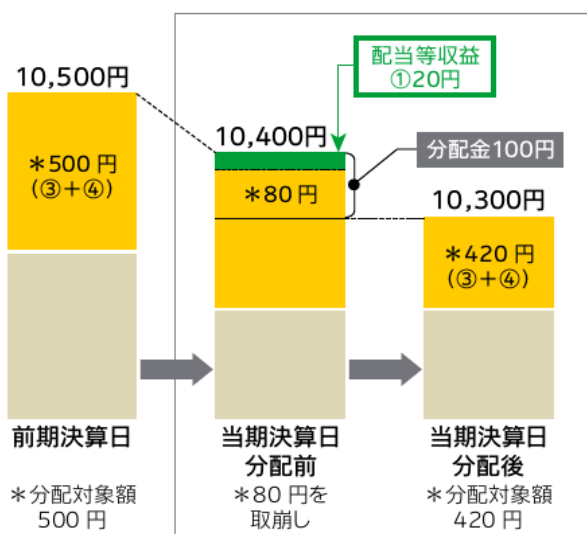 10,500円
*500円
(③+④)
前期決算日
*分配対象額
500円
配当等収益
①20円
10,400円
分配金100円
*80円
当期決算日
分配前
*80円を
取崩し
10,300円
*420円
(③+④)
当期決算日
分配後
*分配対象額
420円